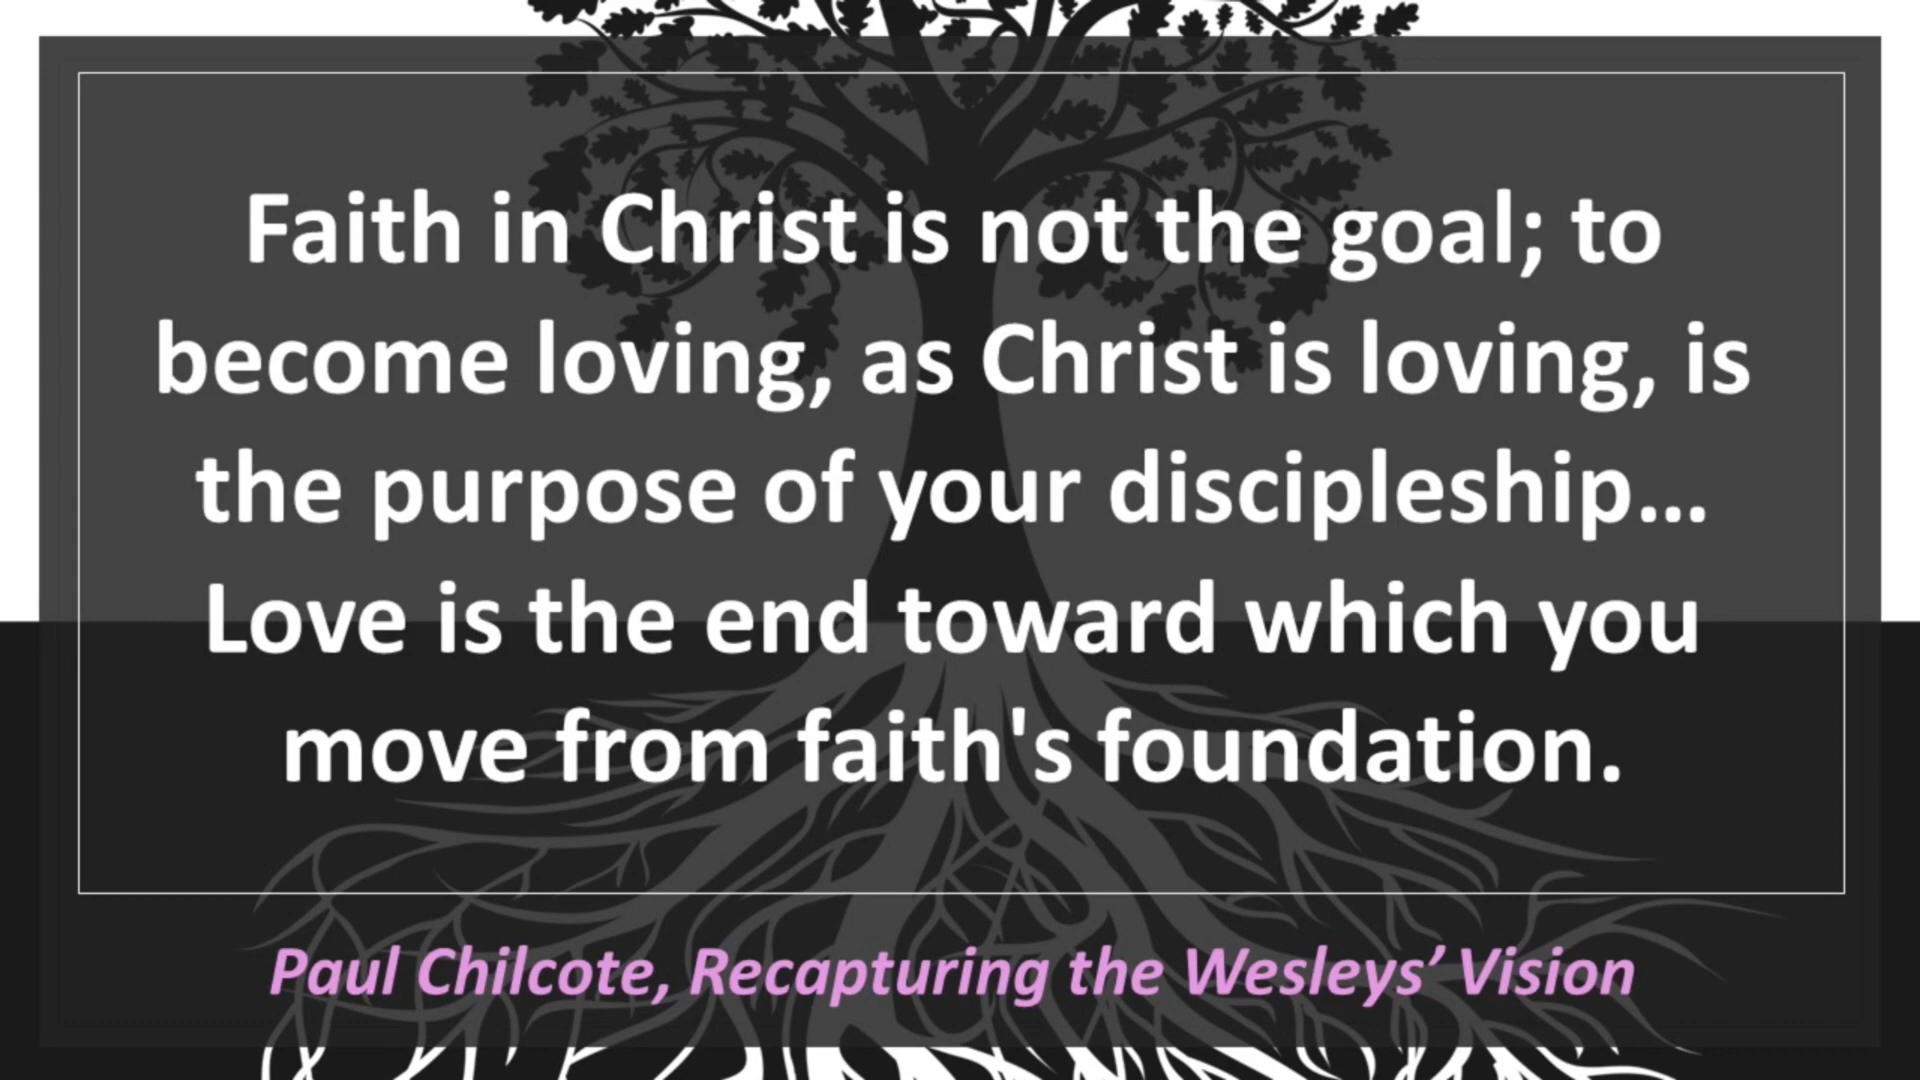 Faith in Christ is not the goal; to
become loving, as Christ is loving, is
the purpose of your discipleship...
Love is the end toward which you
move from faith's foundation.
Paul Chilcote, Recapturing the Wesleys’ Vision